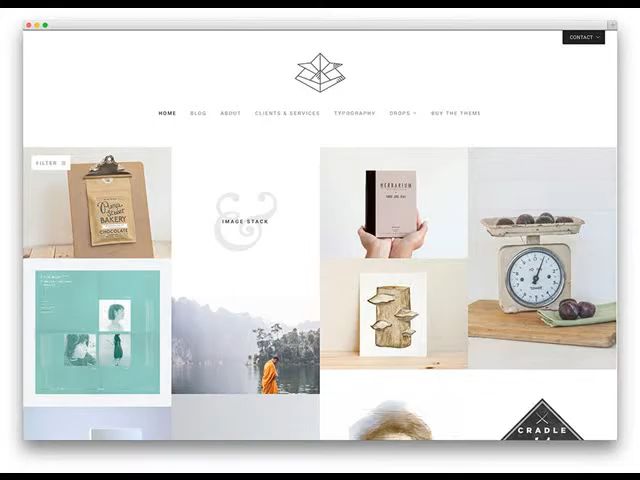 CONTACT
HOME BLOG ABOUT CLIENTS & SERVICES TYPOGRAPHY DROPS BUY THE THEME
FILTER
&
IMAGE STACK
STREET
BAKERY
CHOCOLATE
HERBARIUM
CRADLE